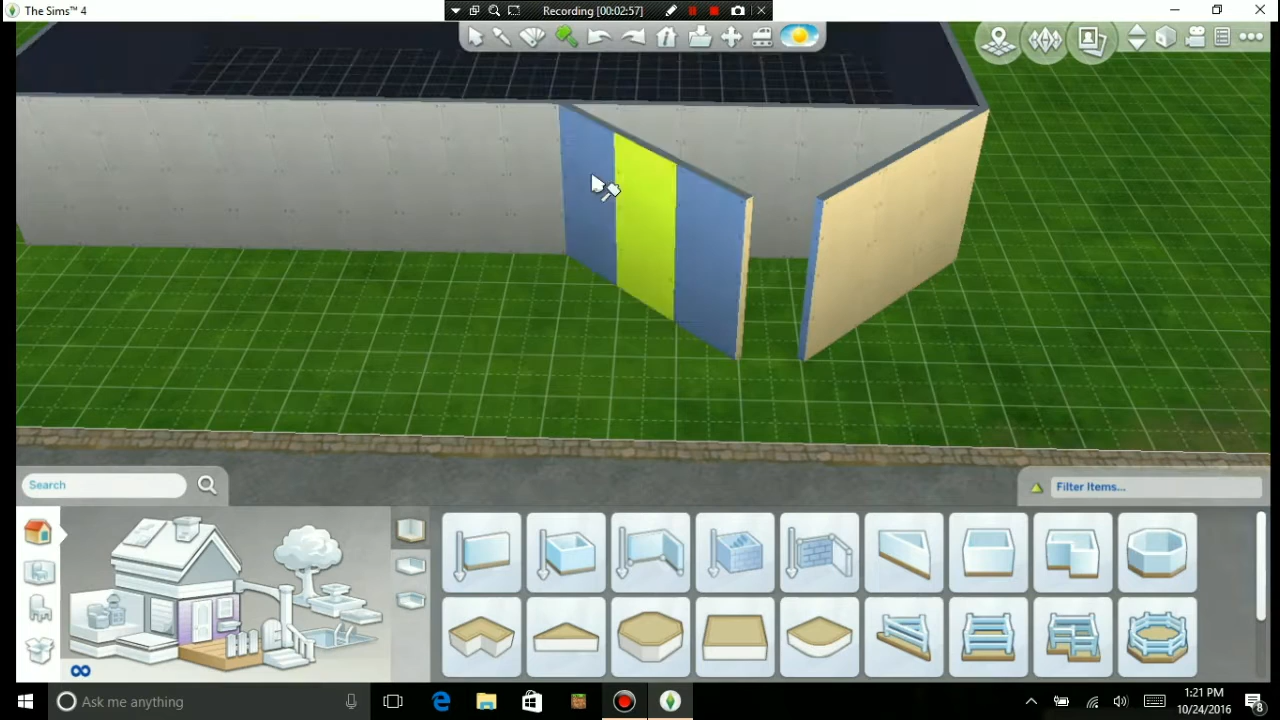 The Sims™ 4
Recording [00:02:57]
Search
Filter Items...
Ask me anything
1:21 PM
10/24/2016
8